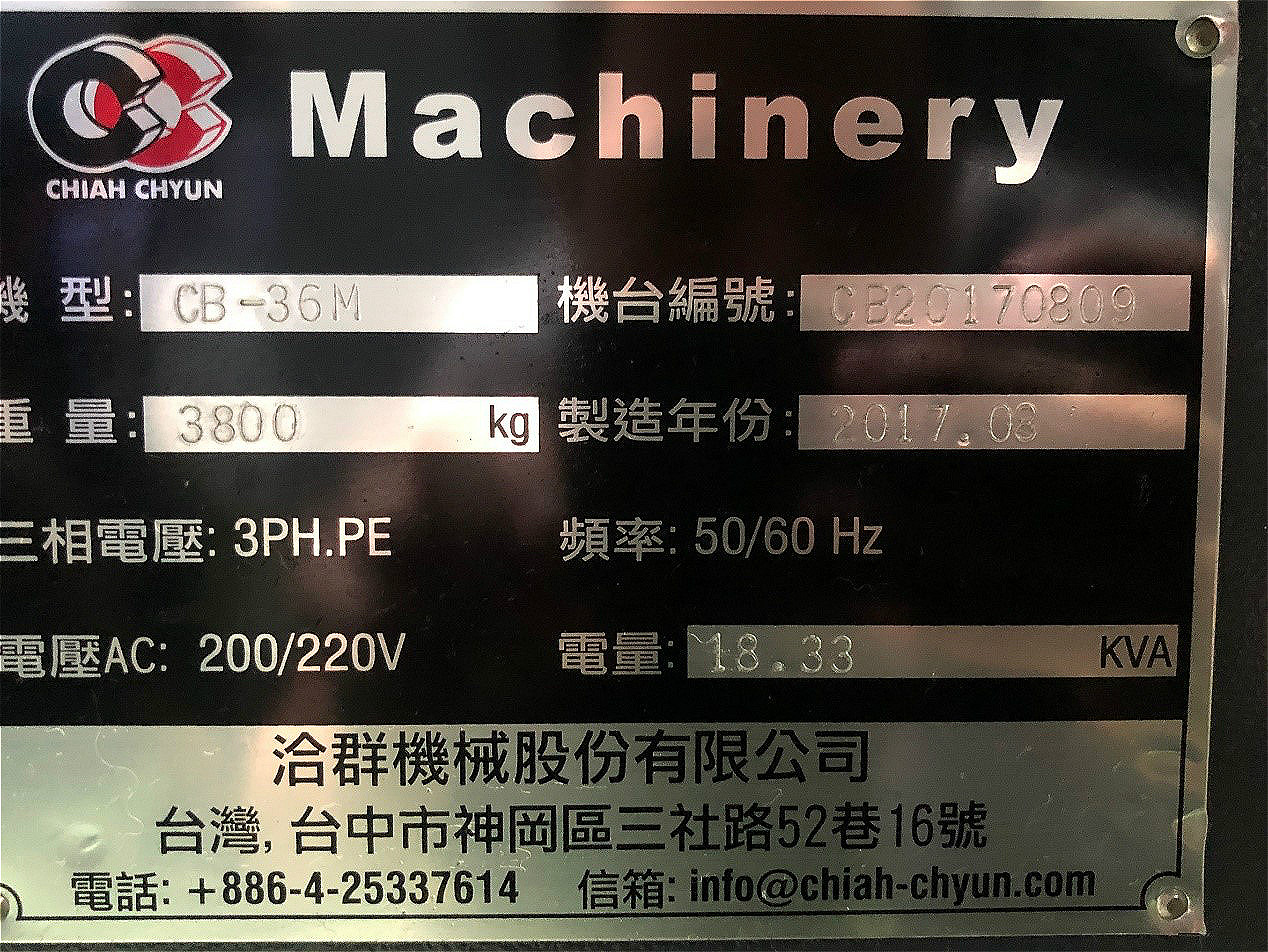 Machinery
CHIAH CHYUN
機 型: CB-36M 機台編號: CB20170809
重 量: 3800 kg 製造年份: 2017.08
三相電壓: 3PH.PE 頻率: 50/60 Hz
電壓AC: 200/220V 電量: 18.33 KVA
洽群機械股份有限公司
台灣, 台中市神岡區三社路52巷16號
電話: +886-4-25337614 信箱: info@chiah-chyun.com